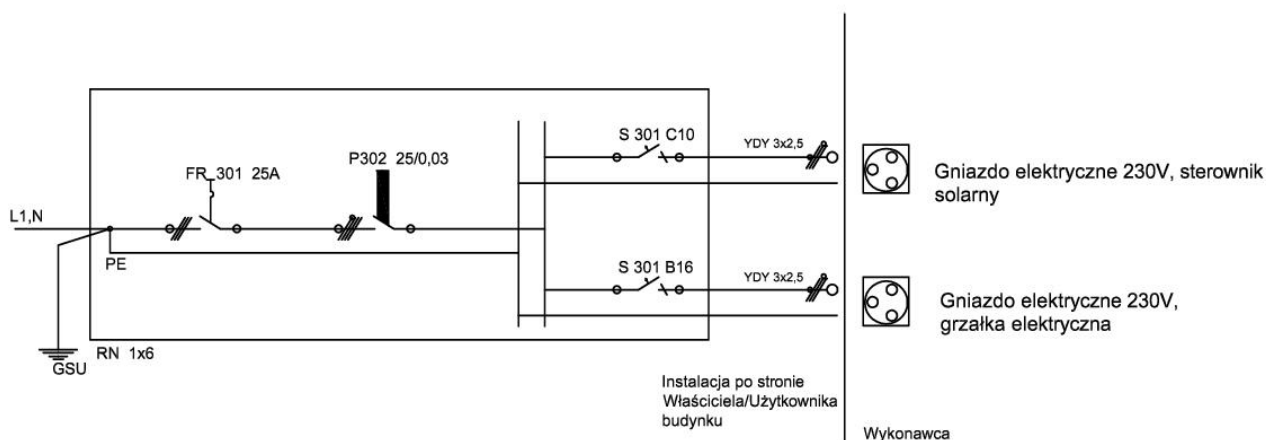 S 301 C10
YDY 3x2,5
P302 25/0,03
FR 301 25A
Gniazdo elektryczne 230V, sterownik
solarny
L1,N
PE
S 301 B16
YDY 3x2,5
Gniazdo elektryczne 230V,
grzałka elektryczna
RN 1x6
GSU
Instalacja po stronie
Właściciela/Użytkownika
budynku
Wykonawca